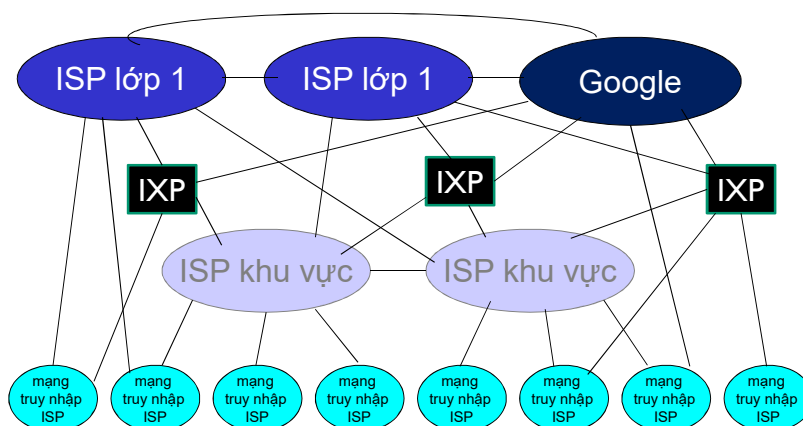 ISP lớp 1
ISP lớp 1
Google
IXP
IXP
IXP
ISP khu vực
ISP khu vực
mạng
truy nhập
ISP
mạng
truy nhập
ISP
mạng
truy nhập
ISP
mạng
truy nhập
ISP
mạng
truy nhập
ISP
mạng
truy nhập
ISP
mạng
truy nhập
ISP
mạng
truy nhập
ISP